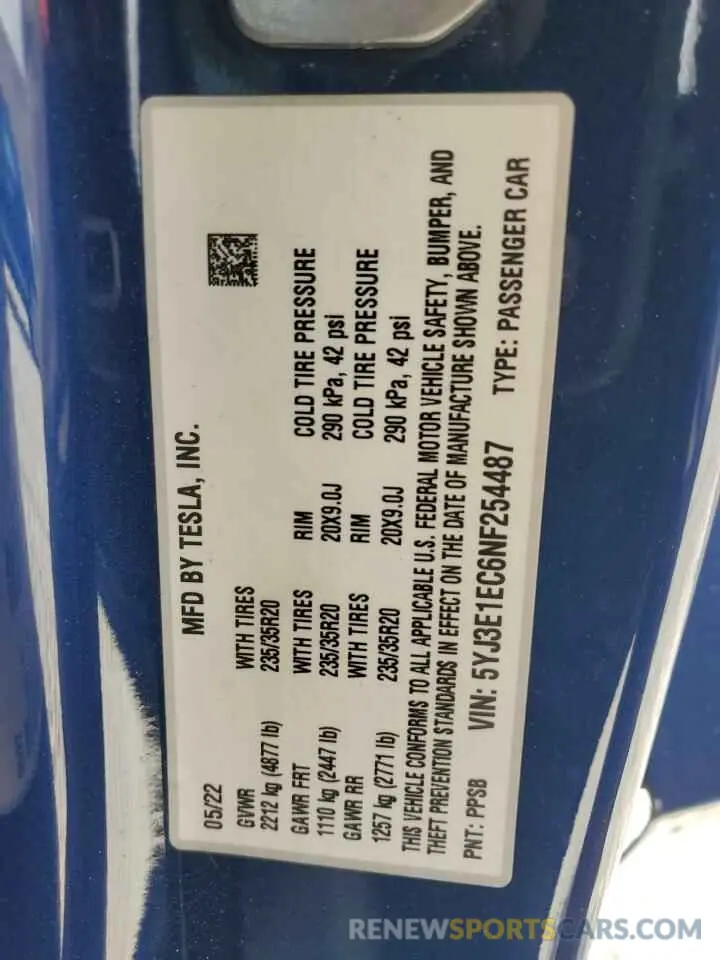 MFD BY TESLA, INC.
05/22
GVWR WITH TIRES
2212 kg (4877 lb) 235/35R20
GAWR FRT WITH TIRES RIM COLD TIRE PRESSURE
1110 kg (2447 lb) 235/35R20 20X9.0J 290 kPa, 42 psi
GAWR RR WITH TIRES RIM COLD TIRE PRESSURE
1257 kg (2771 lb) 235/35R20 20X9.0J 290 kPa, 42 psi
THIS VEHICLE CONFORMS TO ALL APPLICABLE U.S. FEDERAL MOTOR VEHICLE SAFETY, BUMPER, AND
THEFT PREVENTION STANDARDS IN EFFECT ON THE DATE OF MANUFACTURE SHOWN ABOVE.
PNT: PPSB VIN: 5YJ3E1EC6NF254487 TYPE: PASSENGER CAR
RENEWSPORTSCARS.COM